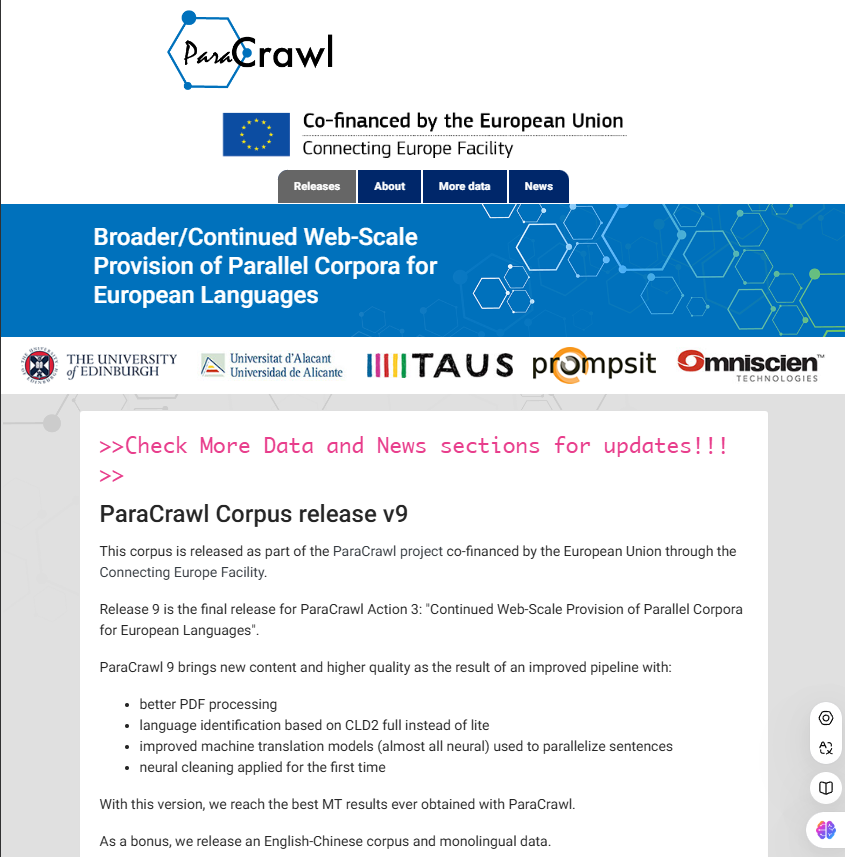 ParaCrawl
Co-financed by the European Union
Connecting Europe Facility
Releases About More data News
Broader/Continued Web-Scale
Provision of Parallel Corpora for
European Languages
THE UNIVERSITY
of EDINBURGH
Universitat d'Alacant
Universidad de Alicante
TAUS
prompsit
Omniscien™
TECHNOLOGIES
>>Check More Data and News sections for updates!!!
>>
ParaCrawl Corpus release v9
This corpus is released as part of the ParaCrawl project co-financed by the European Union through the
Connecting Europe Facility.
Release 9 is the final release for ParaCrawl Action 3: "Continued Web-Scale Provision of Parallel Corpora
for European Languages".
ParaCrawl 9 brings new content and higher quality as the result of an improved pipeline with:
• better PDF processing
• language identification based on CLD2 full instead of lite
• improved machine translation models (almost all neural) used to parallelize sentences
• neural cleaning applied for the first time
With this version, we reach the best MT results ever obtained with ParaCrawl.
As a bonus, we release an English-Chinese corpus and monolingual data.